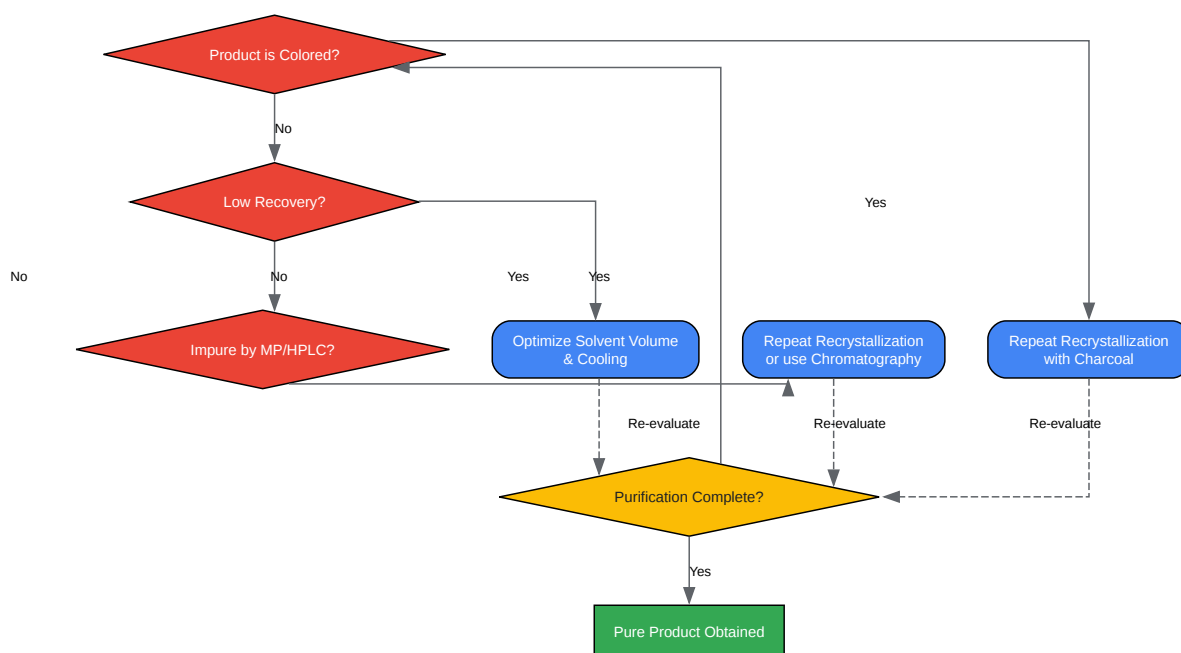 Product is Colored?
No
Low Recovery?
Yes
No
No
Yes
Yes
Impure by MP/HPLC?
Optimize Solvent Volume
& Cooling
Repeat Recrystallization
or use Chromatography
Repeat Recrystallization
with Charcoal
Re-evaluate
Re-evaluate
Re-evaluate
Purification Complete?
Yes
Pure Product Obtained